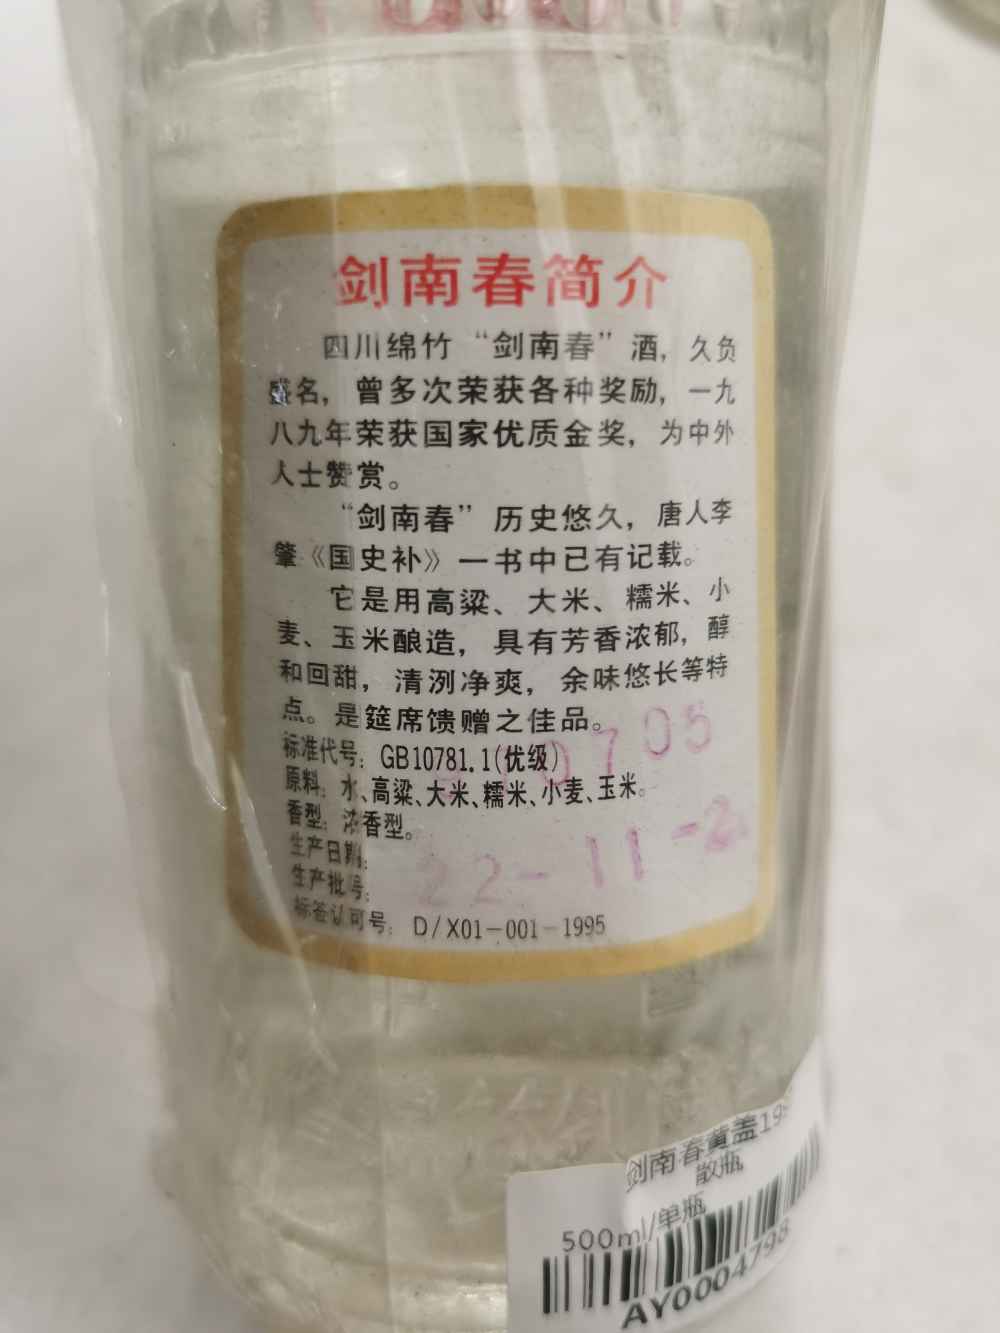 剑南春简介
四川绵竹“剑南春”酒，久负
盛名，曾多次荣获各种奖励，一九
八九年荣获国家优质金奖，为中外
人士赞赏。
“剑南春”历史悠久，唐人李
肇《国史补》一书中已有记载。
它是用高粱、大米、糯米、小
麦、玉米酿造，具有芳香浓郁，醇
和回甜，清洌净爽，余味悠长等特
点。是筵席馈赠之佳品。
标准代号：GB10781.1(优级)
原料：水、高粱、大米、糯米、小麦、玉米。
香型：浓香型。
生产日期：
0705
生产批号：
22-11-2
标签认可号：D/X01-001-1995
剑南春黄盖
散瓶
500ml/单瓶
AY0004798